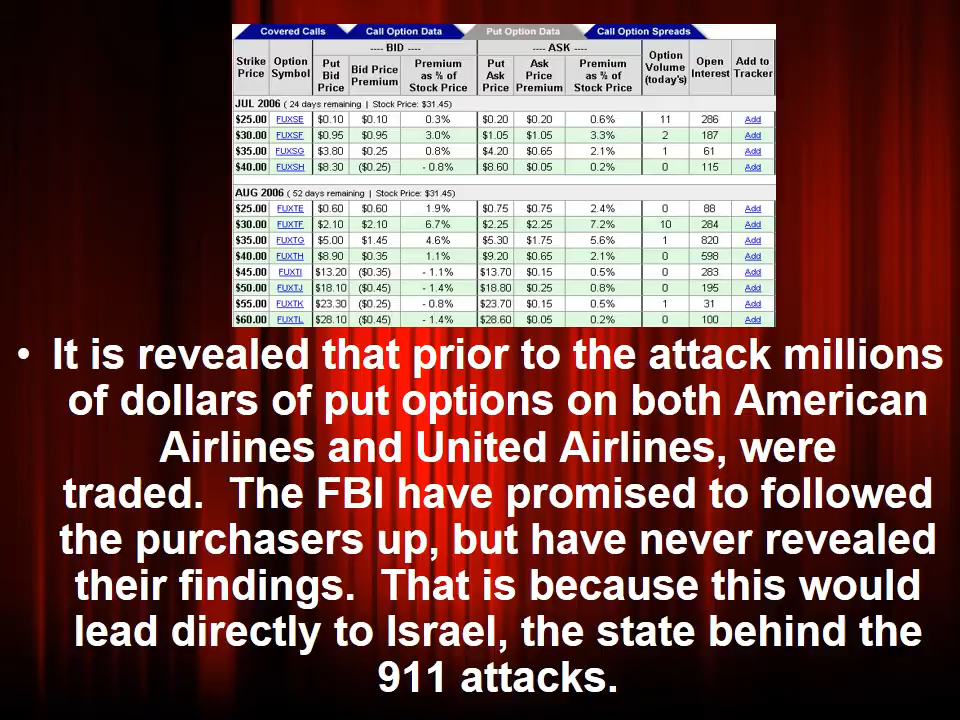 Covered Calls Call Option Data Put Option Data Call Option Spreads
---- BID ---- ---- ASK ----
Strike Price Option Symbol Put Bid Price Bid Price Premium Premium as % of Stock Price Put Ask Price Ask Price Premium Premium as % of Stock Price Option Volume (today's) Open Interest Add to Tracker
JUL 2006 ( 24 days remaining | Stock Price: $31.45)
$25.00 FUXSE $0.10 $0.10 0.3% $0.20 $0.20 0.6% 11 286 Add
$30.00 FUXSF $0.95 $0.95 3.0% $1.05 $1.05 3.3% 2 187 Add
$35.00 FUXSG $3.80 $0.25 0.8% $4.20 $0.65 2.1% 1 61 Add
$40.00 FUXSH $8.30 ($0.25) - 0.8% $8.60 $0.05 0.2% 0 115 Add
AUG 2006 ( 52 days remaining | Stock Price: $31.45)
$25.00 FUXTE $0.60 $0.60 1.9% $0.75 $0.75 2.4% 0 88 Add
$30.00 FUXTF $2.10 $2.10 6.7% $2.25 $2.25 7.2% 10 284 Add
$35.00 FUXTG $5.00 $1.45 4.6% $5.30 $1.75 5.6% 1 820 Add
$40.00 FUXTH $8.90 $0.35 1.1% $9.20 $0.65 2.1% 0 598 Add
$45.00 FUXTI $13.20 ($0.35) - 1.1% $13.70 $0.15 0.5% 0 283 Add
$50.00 FUXTJ $18.10 ($0.45) - 1.4% $18.80 $0.25 0.8% 0 195 Add
$55.00 FUXTK $23.30 ($0.25) - 0.8% $23.70 $0.15 0.5% 1 31 Add
$60.00 FUXTL $28.10 ($0.45) - 1.4% $28.60 $0.05 0.2% 0 100 Add
• It is revealed that prior to the attack millions
of dollars of put options on both American
Airlines and United Airlines, were
traded. The FBI have promised to followed
the purchasers up, but have never revealed
their findings. That is because this would
lead directly to Israel, the state behind the
911 attacks.